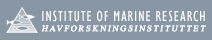 INSTITUTE OF MARINE RESEARCH
HAVFORSKNINGSINSTITUTTET